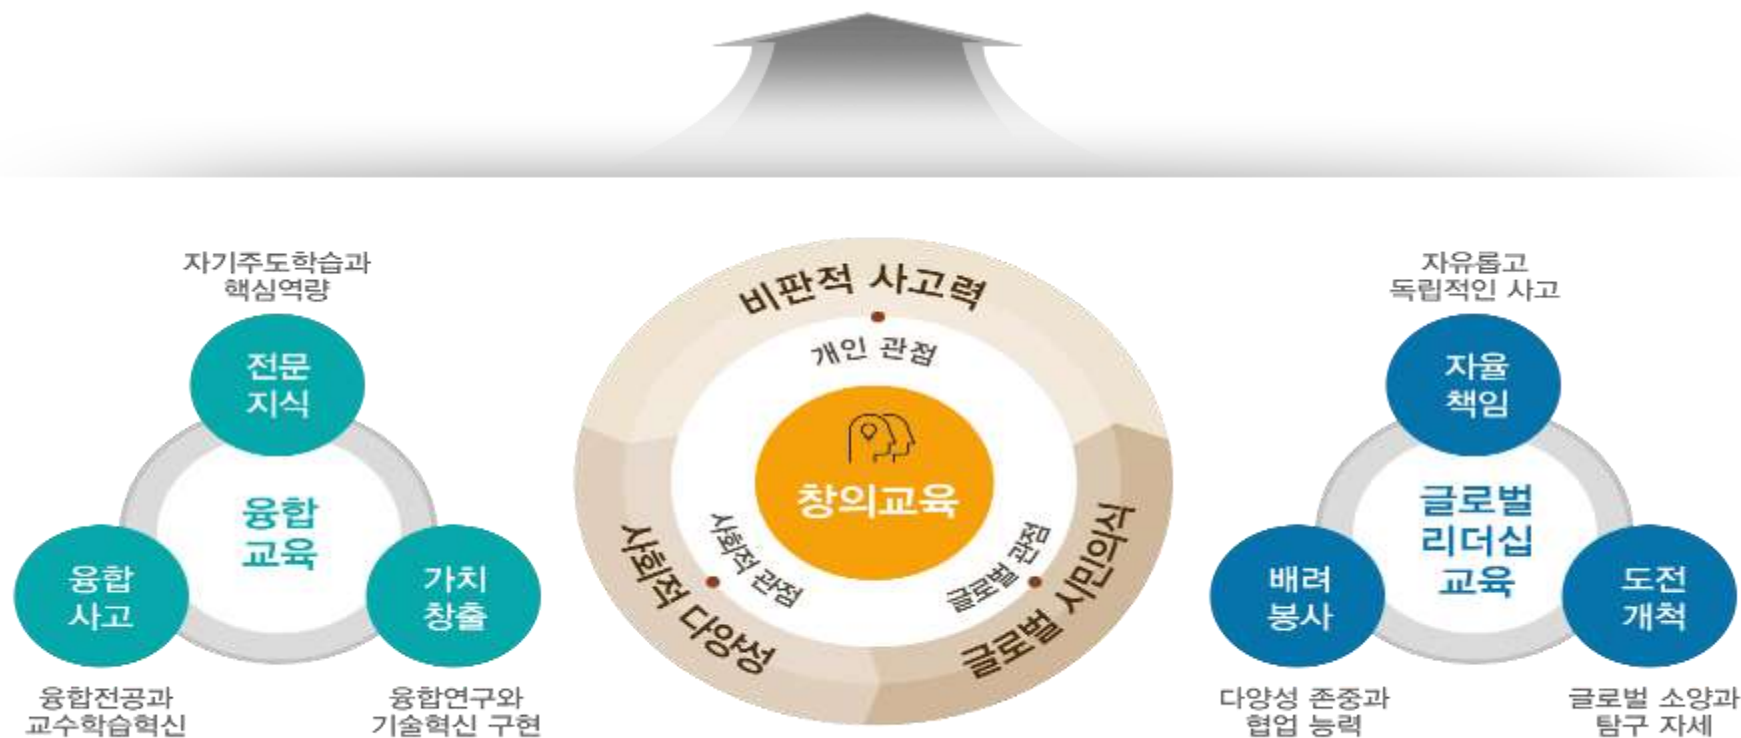 자기주도학습과
핵심역량
전문
지식
융합
교육
융합
사고
가치
창출
융합전공과
교수학습혁신
융합연구와
기술혁신 구현
비판적 사고력
개인 관점
창의교육
사회적 관점
글로벌 관점
사회적 다양성
글로벌 시민의식
자유롭고
독립적인 사고
자율
책임
글로벌
리더십
교육
배려
봉사
도전
개척
다양성 존중과
협업 능력
글로벌 소양과
탐구 자세